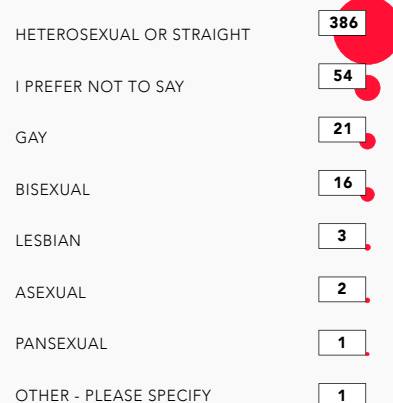 HETEROSEXUAL OR STRAIGHT 386
I PREFER NOT TO SAY 54
GAY 21
BISEXUAL 16
LESBIAN 3
ASEXUAL 2
PANSEXUAL 1
OTHER - PLEASE SPECIFY 1